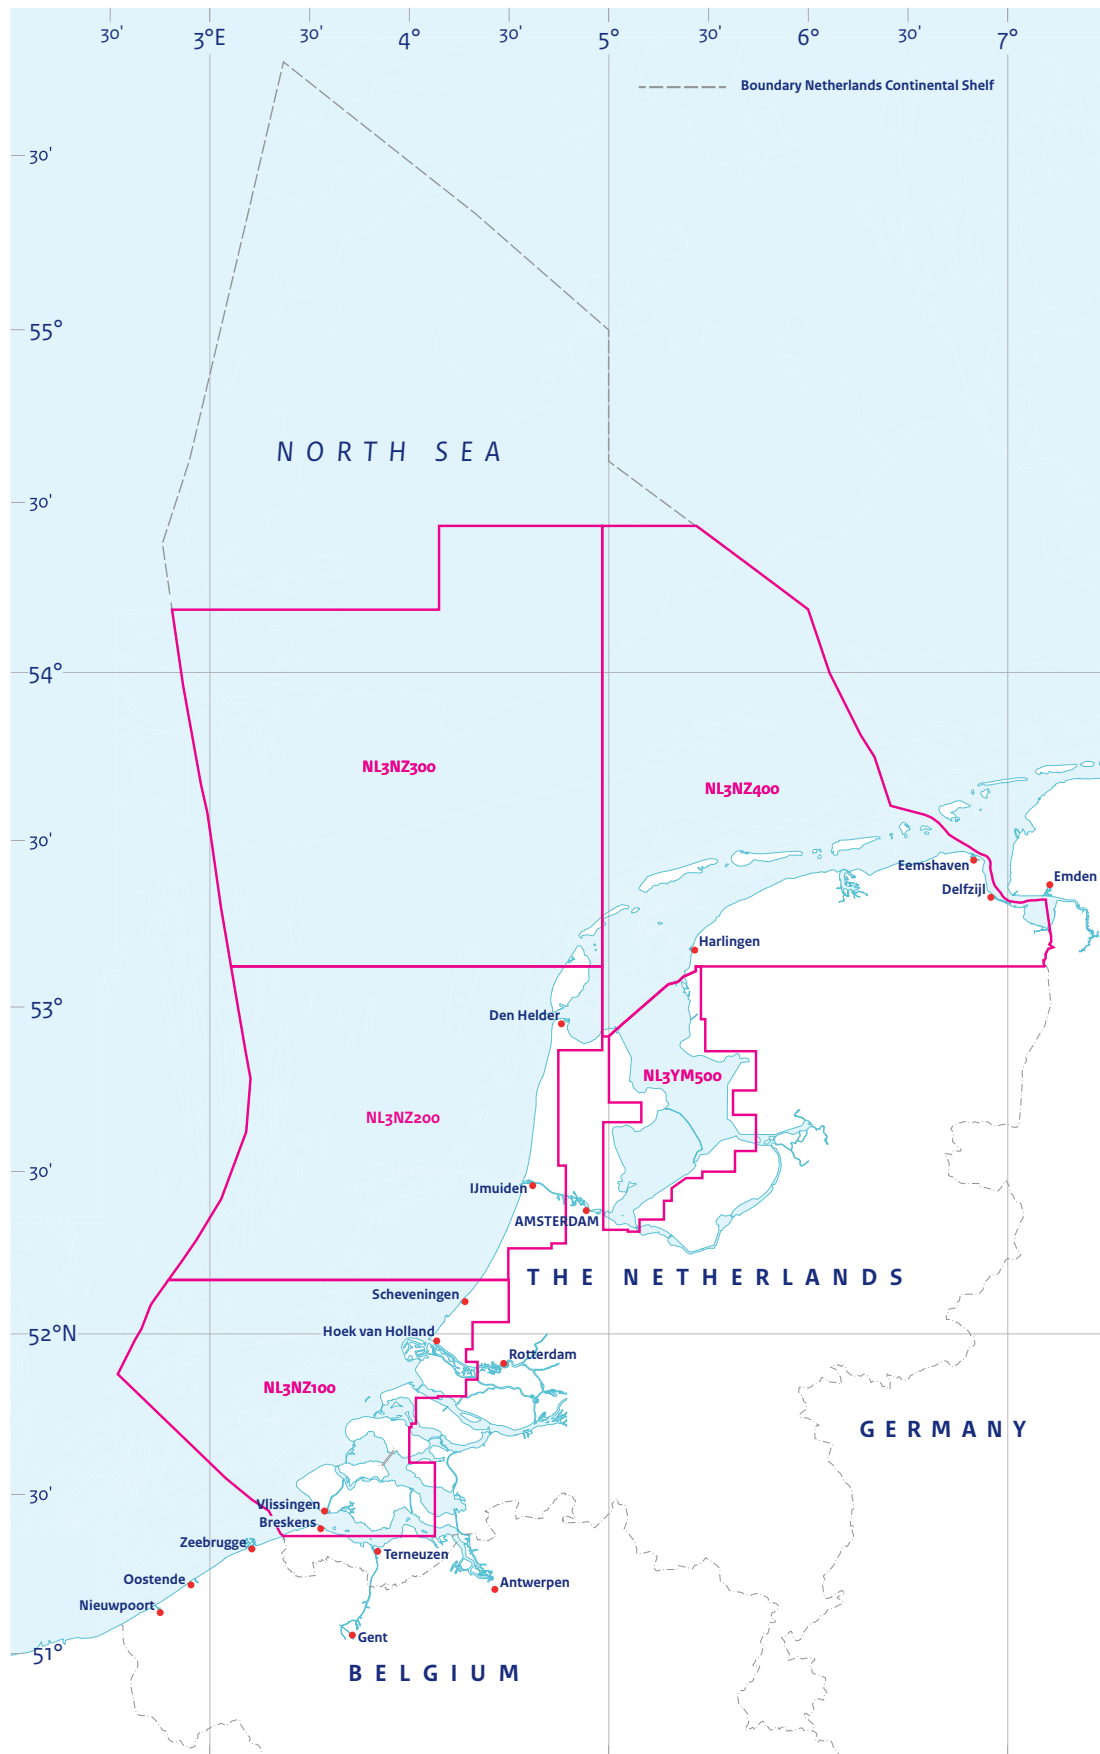 30' 3°E 30' 4° 30' 5° 30' 6° 30' 7°
Boundary Netherlands Continental Shelf
30'
55°
NORTH SEA
30'
54°
NL3NZ300
NL3NZ400
30'
Eemshaven
Emden
Delfzijl
Harlingen
53°
Den Helder
NL3YM500
NL3NZ200
30'
IJmuiden
AMSTERDAM
THE NETHERLANDS
Scheveningen
52°N
Hoek van Holland
Rotterdam
NL3NZ100
GERMANY
30'
Vlissingen
Breskens
Zeebrugge
Terneuzen
Oostende
Antwerpen
Nieuwpoort
Gent
51°
BELGIUM